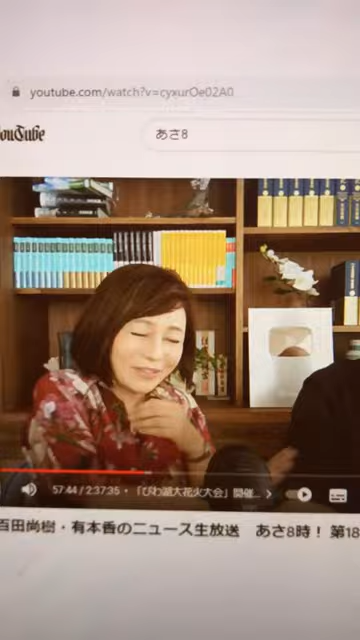 youtube.com/watch?v=cyxurOe02A0
YouTube
あさ8
57:44 / 2:37:35 • 「びわ湖大花火大会」開催...
百田尚樹・有本香のニュース生放送 あさ8時！ 第18